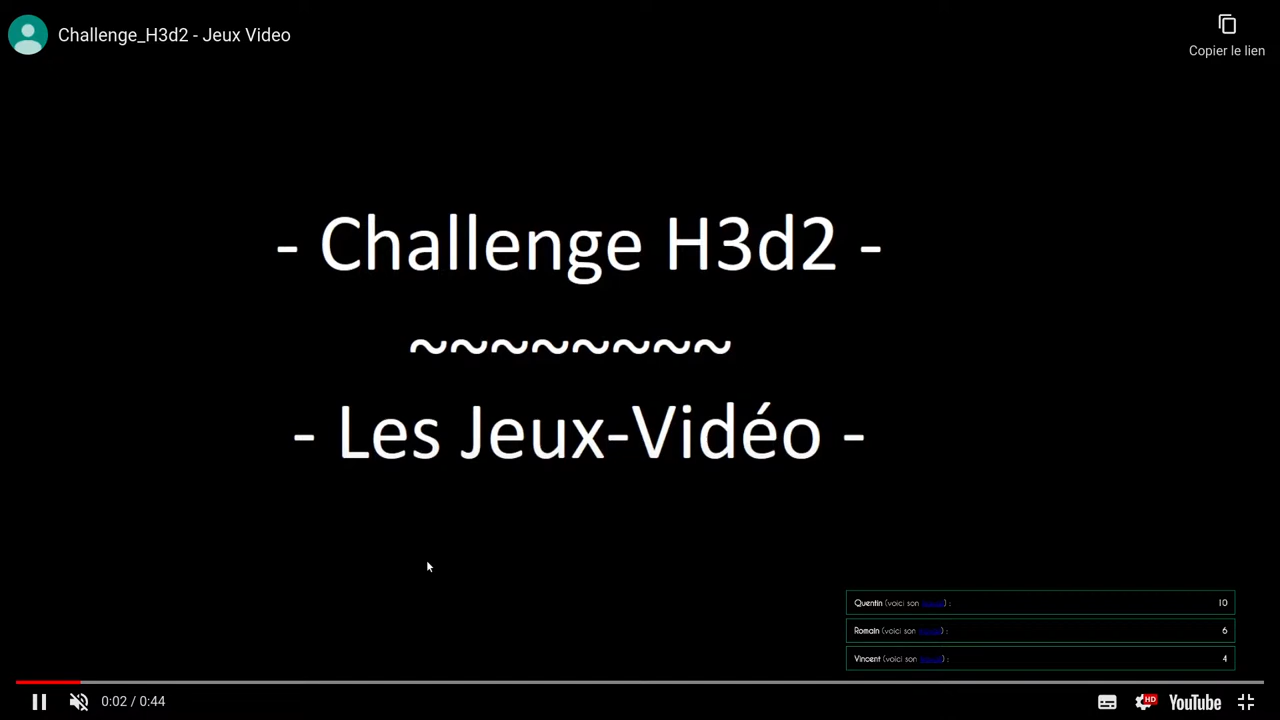 Challenge_H3d2 - Jeux Video
Copier le lien
- Challenge H3d2 -
~~~~~~~~
- Les Jeux-Vidéo -
Quentin (voici son ) : 10
Romain (voici son ) : 6
Vincent (voici son ) : 4
0:02 / 0:44
HD
YouTube